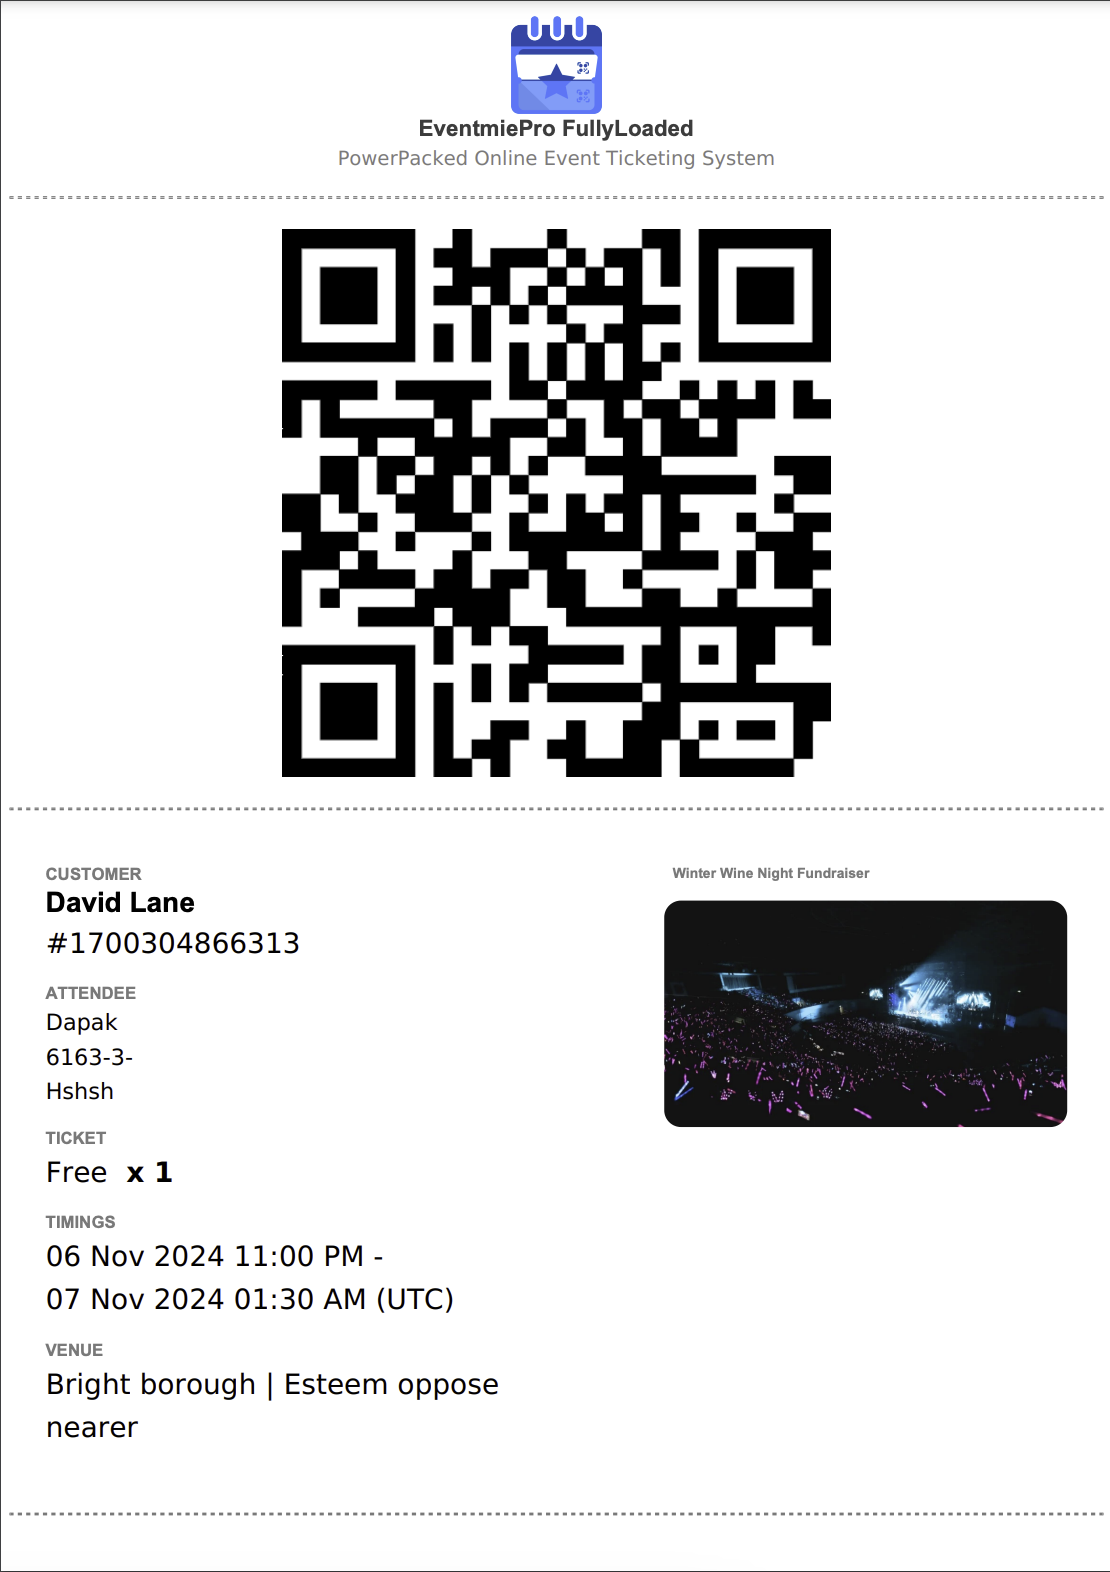 EventmiePro FullyLoaded
PowerPacked Online Event Ticketing System
CUSTOMER
David Lane
#1700304866313
ATTENDEE
Dapak
6163-3-
Hshsh
TICKET
Free x 1
TIMINGS
06 Nov 2024 11:00 PM -
07 Nov 2024 01:30 AM (UTC)
VENUE
Bright borough | Esteem oppose
nearer
Winter Wine Night Fundraiser